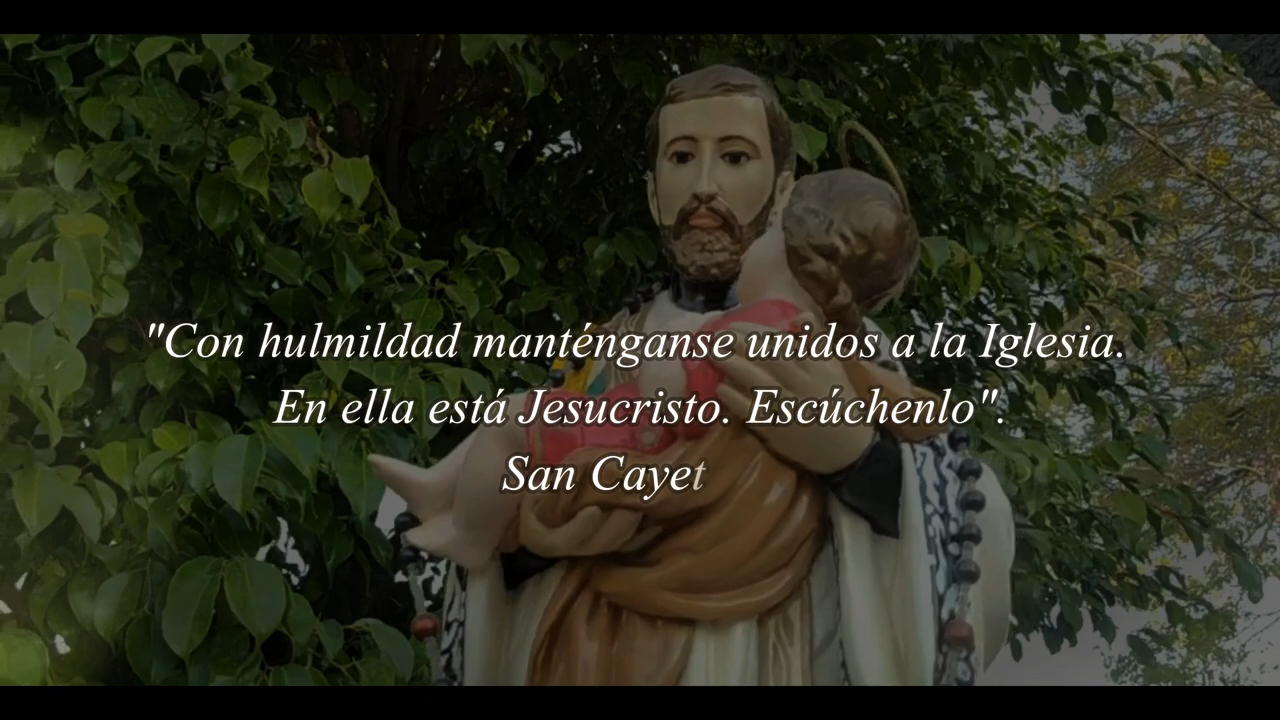 "Con hulmildad manténganse unidos a la Iglesia.
En ella está Jesucristo. Escúchenlo".
San Cayet